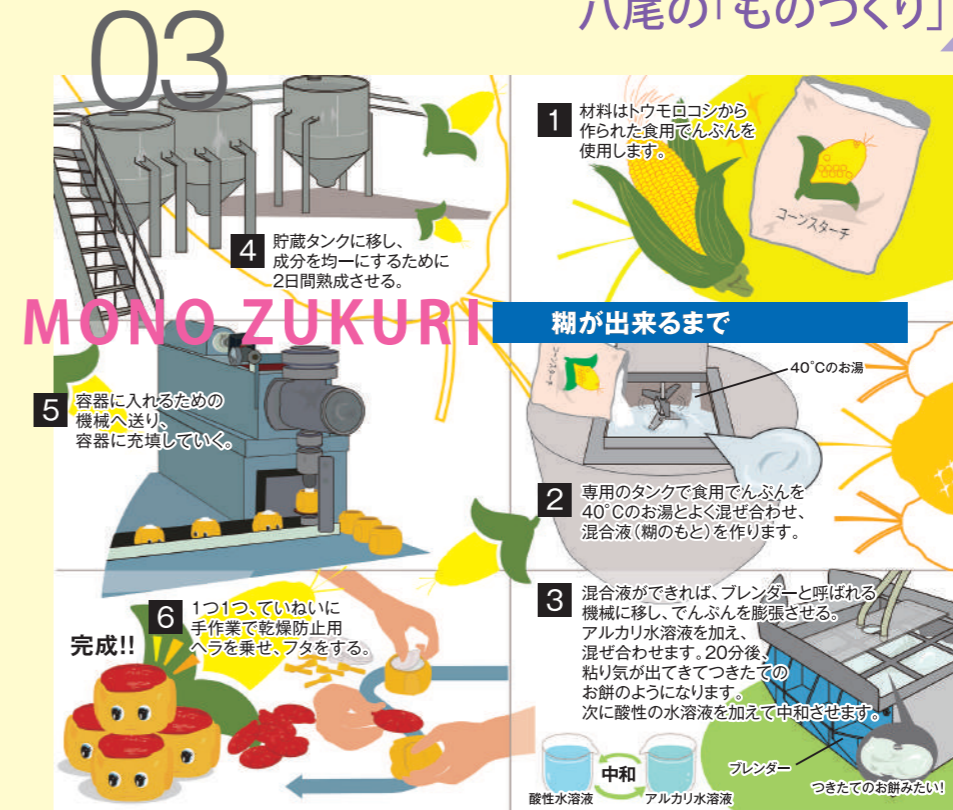 03
八尾の「ものづくり」
MONO ZUKURI
糊が出来るまで
1
材料はトウモロコシから
作られた食用でんぷんを
使用します。
コーンスターチ
コーンスターチ
40°Cのお湯
2
専用のタンクで食用でんぷんを
40°Cのお湯とよく混ぜ合わせ、
混合液(糊のもと)を作ります。
3
混合液ができれば、ブレンダーと呼ばれる
機械に移し、でんぷんを膨張させる。
アルカリ水溶液を加え、
混ぜ合わせます。20分後、
粘り気が出てきてつきたての
お餅のようになります。
次に酸性の水溶液を加えて中和させます。
中和
酸性水溶液
アルカリ水溶液
ブレンダー
つきたてのお餅みたい!
4
貯蔵タンクに移し、
成分を均一にするために
2日間熟成させる。
5
容器に入れるための
機械へ送り、
容器に充填していく。
6
1つ1つ、ていねいに
手作業で乾燥防止用
ヘラを乗せ、フタをする。
完成!!